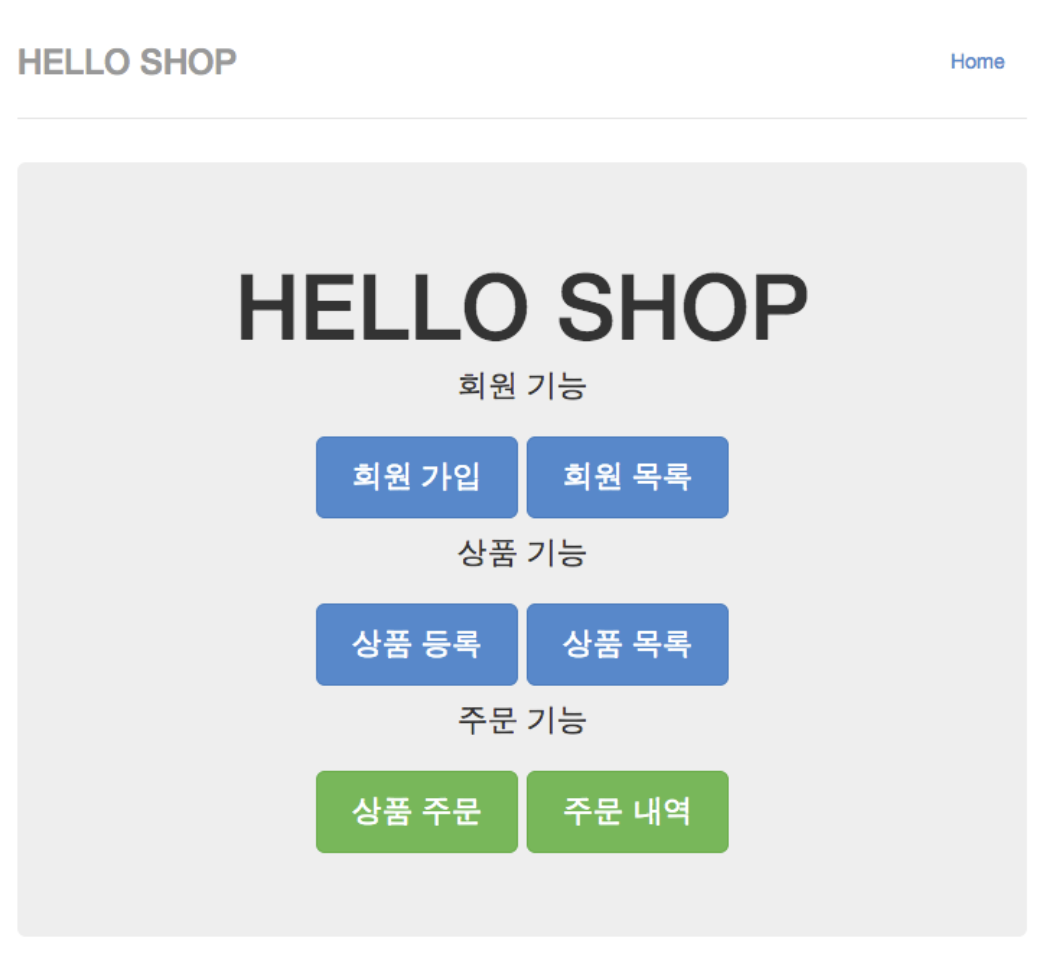 HELLO SHOP Home
HELLO SHOP
회원 기능
회원 가입 회원 목록
상품 기능
상품 등록 상품 목록
주문 기능
상품 주문 주문 내역